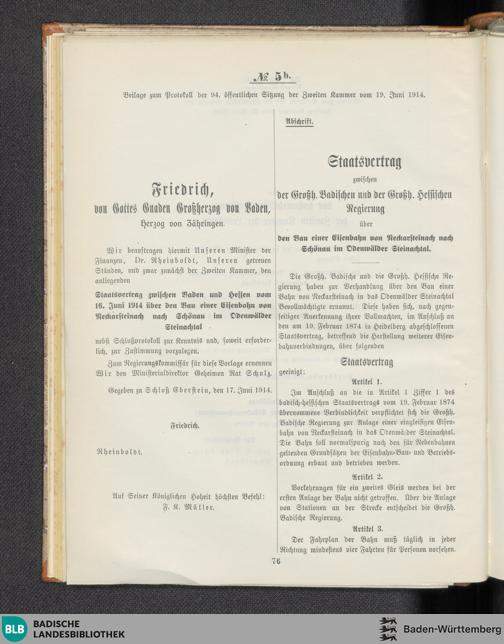 № 5b.
Beilage zum Protokoll der 94. öffentlichen Sitzung der Zweiten Kammer vom 19. Juni 1914.
Friedrich,
von Gottes Gnaden Großherzog von Baden,
Herzog von Zähringen.
Wir beauftragen hiermit Unseren Minister der
Finanzen, Dr. Rheinboldt, Unseren getreuen
Ständen, und zwar zunächst der Zweiten Kammer, den
anliegenden
Staatsvertrag zwischen Baden und Hessen vom
16. Juni 1914 über den Bau einer Eisenbahn von
Neckarsteinach nach Schönau im Odenwälder
Steinachtal
nebst Schlußprotokoll zur Kenntnis und, soweit erforder-
lich, zur Zustimmung vorzulegen.
Zum Regierungskommissär für diese Vorlage ernennen
Wir den Ministerialdirektor Geheimen Rat Schulz.
Gegeben zu Schloß Eberstein, den 17. Juni 1914.
Friedrich.
Rheinboldt.
Auf Seiner Königlichen Hoheit höchsten Befehl:
F. K. Müller.
Abschrift.
Staatsvertrag
zwischen
der Großh. Badischen und der Großh. Hessischen
Regierung
über
den Bau einer Eisenbahn von Neckarsteinach nach
Schönau im Odenwälder Steinachtal.
Die Großh. Badische und die Großh. Hessische Re-
gierung haben zur Verhandlung über den Bau einer
Bahn von Neckarsteinach in das Odenwälder Steinachtal
Bevollmächtigte ernannt. Diese haben sich, nach gegen-
seitiger Anerkennung ihrer Vollmachten, im Anschluß an
den am 19. Februar 1874 in Heidelberg abgeschlossenen
Staatsvertrag, betreffend die Herstellung weiterer Eisen-
bahnverbindungen, über folgenden
Staatsvertrag
geeinigt:
Artikel 1.
Im Anschluß an die in Artikel 1 Ziffer 1 des
badisch-hessischen Staatsvertrags vom 19. Februar 1874
übernommene Verbindlichkeit verpflichtet sich die Großh.
Badische Regierung zur Anlage einer eingleisigen Eisen-
bahn von Neckarsteinach in das Odenwälder Steinachtal.
Die Bahn soll normalspurig nach den für Nebenbahnen
geltenden Grundsätzen der Eisenbahn-Bau- und Betriebs-
ordnung erbaut und betrieben werden.
Artikel 2.
Vorkehrungen für ein zweites Gleis werden bei der
ersten Anlage der Bahn nicht getroffen. Über die Anlage
von Stationen an der Strecke entscheidet die Großh.
Badische Regierung.
Artikel 3.
Der Fahrplan der Bahn muß täglich in jeder
Richtung mindestens vier Fahrten für Personen vorsehen.
76
BLB
BADISCHE
LANDESBIBLIOTHEK
Baden-Württemberg